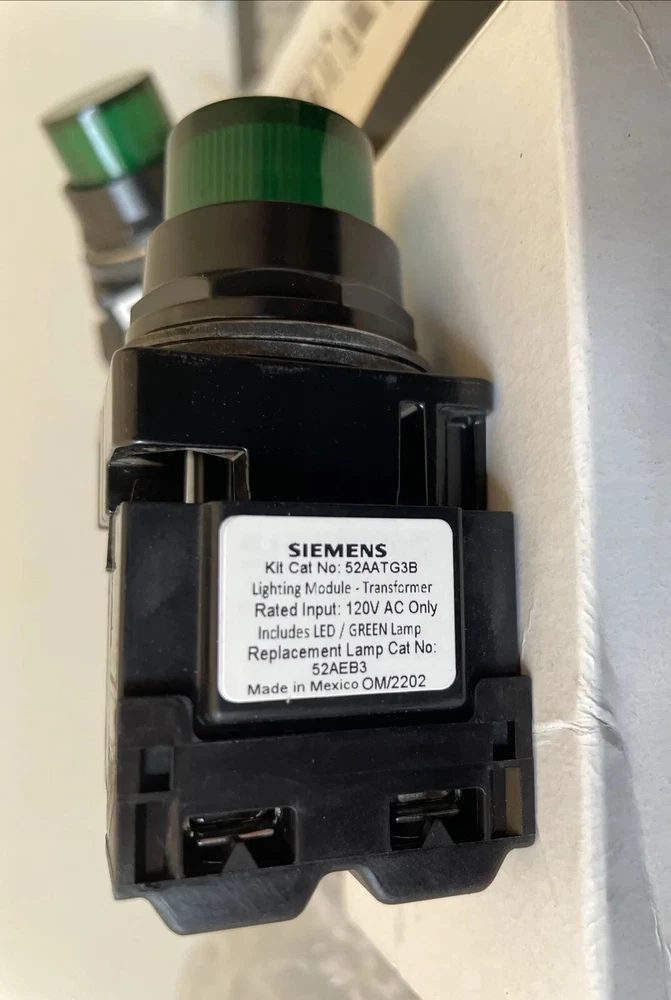 SIEMENS
Kit Cat No: 52AATG3B
Lighting Module - Transformer
Rated Input: 120V AC Only
Includes LED / GREEN Lamp
Replacement Lamp Cat No:
52AEB3
Made in Mexico OM/2202